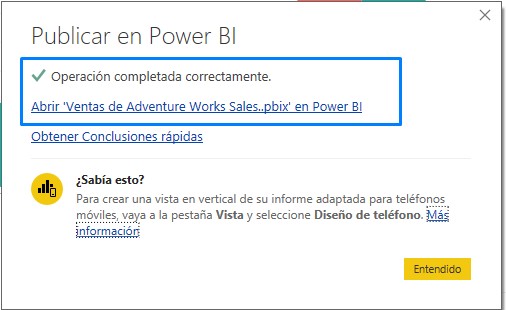 Publicar en Power BI
Operación completada correctamente.
Abrir 'Ventas de Adventure Works Sales..pbix' en Power BI
Obtener Conclusiones rápidas
¿Sabía esto?
Para crear una vista en vertical de su informe adaptada para teléfonos
móviles, vaya a la pestaña Vista y seleccione Diseño de teléfono. Más
información
Entendido